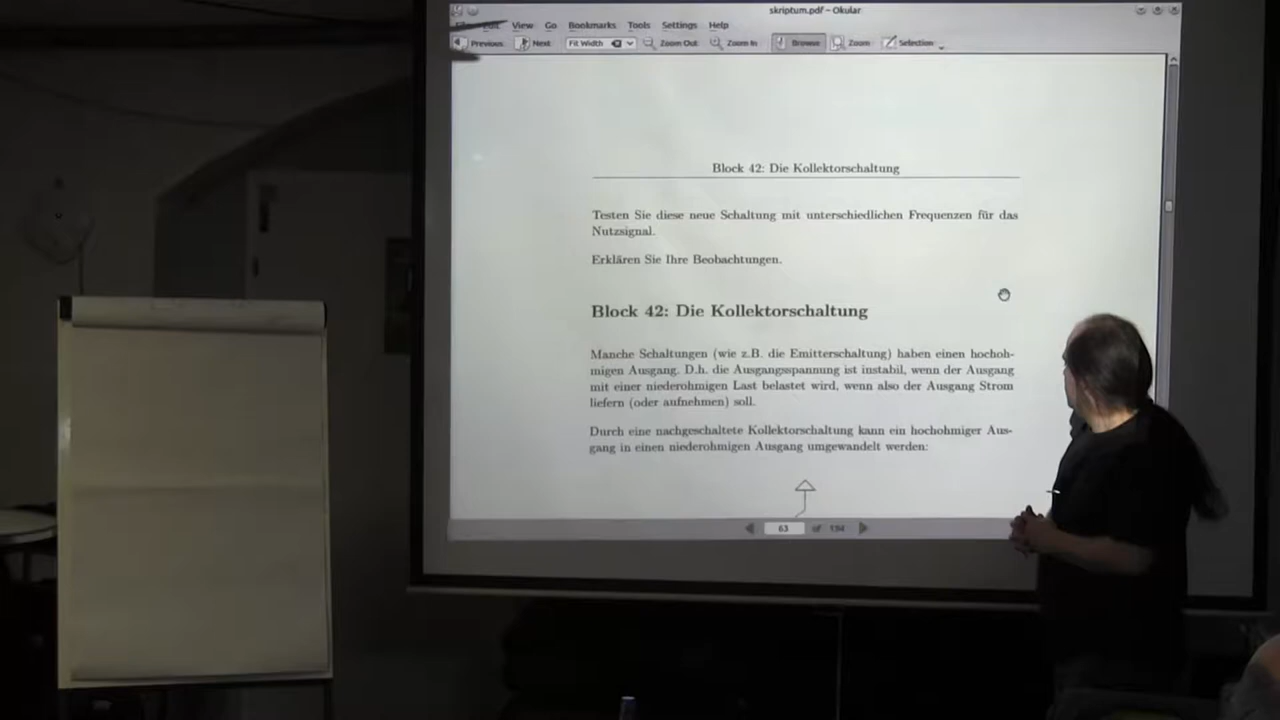 skriptum.pdf - Okular
View Go Bookmarks Tools Settings Help
Previous Next Fit Width Zoom Out Zoom In Browse Zoom Selection
Block 42: Die Kollektorschaltung
Testen Sie diese neue Schaltung mit unterschiedlichen Frequenzen für das
Nutzsignal.
Erklären Sie Ihre Beobachtungen.
Block 42: Die Kollektorschaltung
Manche Schaltungen (wie z.B. die Emitterschaltung) haben einen hochoh-
migen Ausgang. D.h. die Ausgangsspannung ist instabil, wenn der Ausgang
mit einer niederohmigen Last belastet wird, wenn also der Ausgang Strom
liefern (oder aufnehmen) soll.
Durch eine nachgeschaltete Kollektorschaltung kann ein hochohmiger Aus-
gang in einen niederohmigen Ausgang umgewandelt werden:
63 of 194